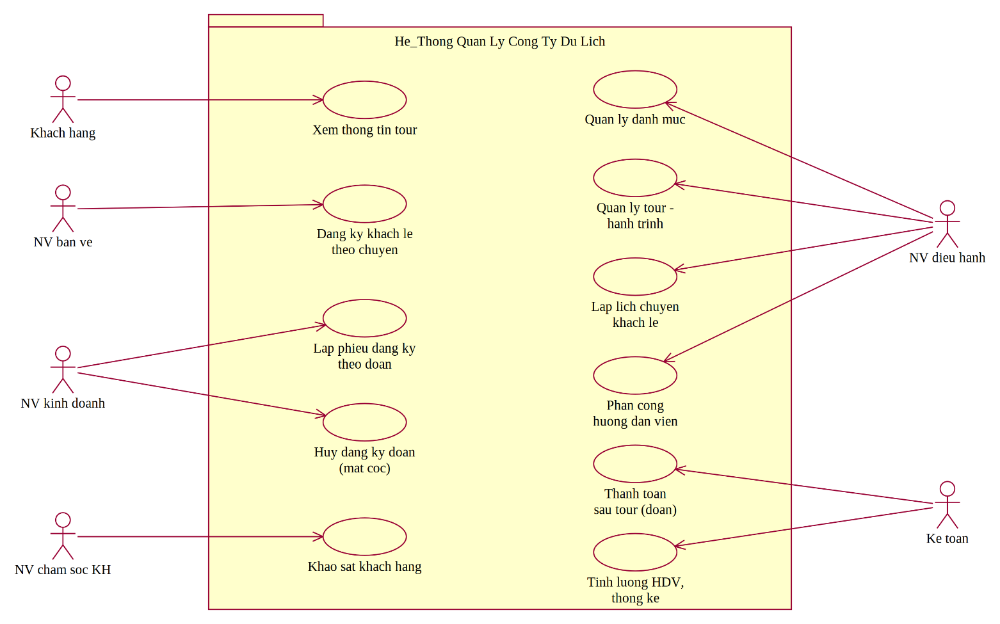 He_Thong Quan Ly Cong Ty Du Lich
Khach hang
NV ban ve
NV kinh doanh
NV cham soc KH
Xem thong tin tour
Dang ky khach le
theo chuyen
Lap phieu dang ky
theo doan
Huy dang ky doan
(mat coc)
Khao sat khach hang
Quan ly danh muc
Quan ly tour -
hanh trinh
Lap lich chuyen
khach le
Phan cong
huong dan vien
Thanh toan
sau tour (doan)
Tinh luong HDV,
thong ke
NV dieu hanh
Ke toan